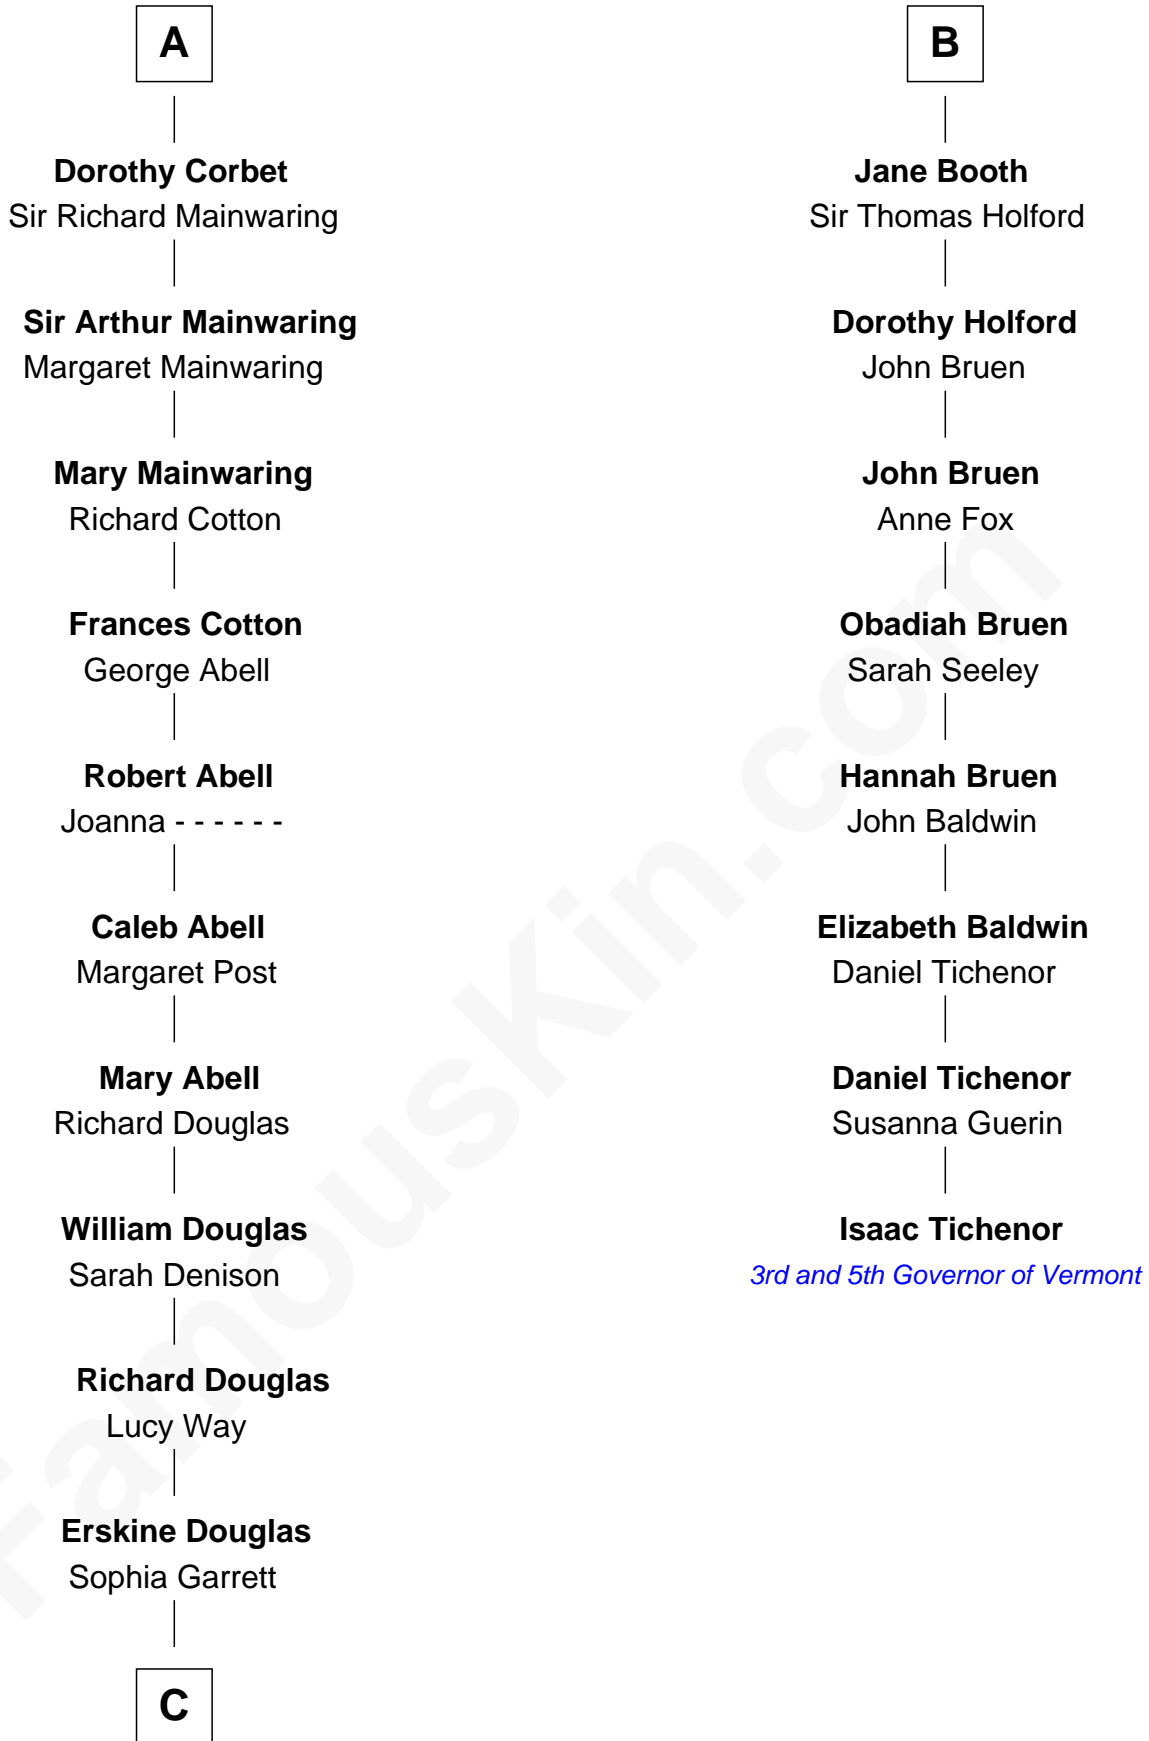 A
Dorothy Corbet
Sir Richard Mainwaring
Sir Arthur Mainwaring
Margaret Mainwaring
Mary Mainwaring
Richard Cotton
Frances Cotton
George Abell
Robert Abell
Joanna - - - - - -
Caleb Abell
Margaret Post
Mary Abell
Richard Douglas
William Douglas
Sarah Denison
Richard Douglas
Lucy Way
Erskine Douglas
Sophia Garrett
C
B
Jane Booth
Sir Thomas Holford
Dorothy Holford
John Bruen
John Bruen
Anne Fox
Obadiah Bruen
Sarah Seeley
Hannah Bruen
John Baldwin
Elizabeth Baldwin
Daniel Tichenor
Daniel Tichenor
Susanna Guerin
Isaac Tichenor
3rd and 5th Governor of Vermont
FamousKin.com